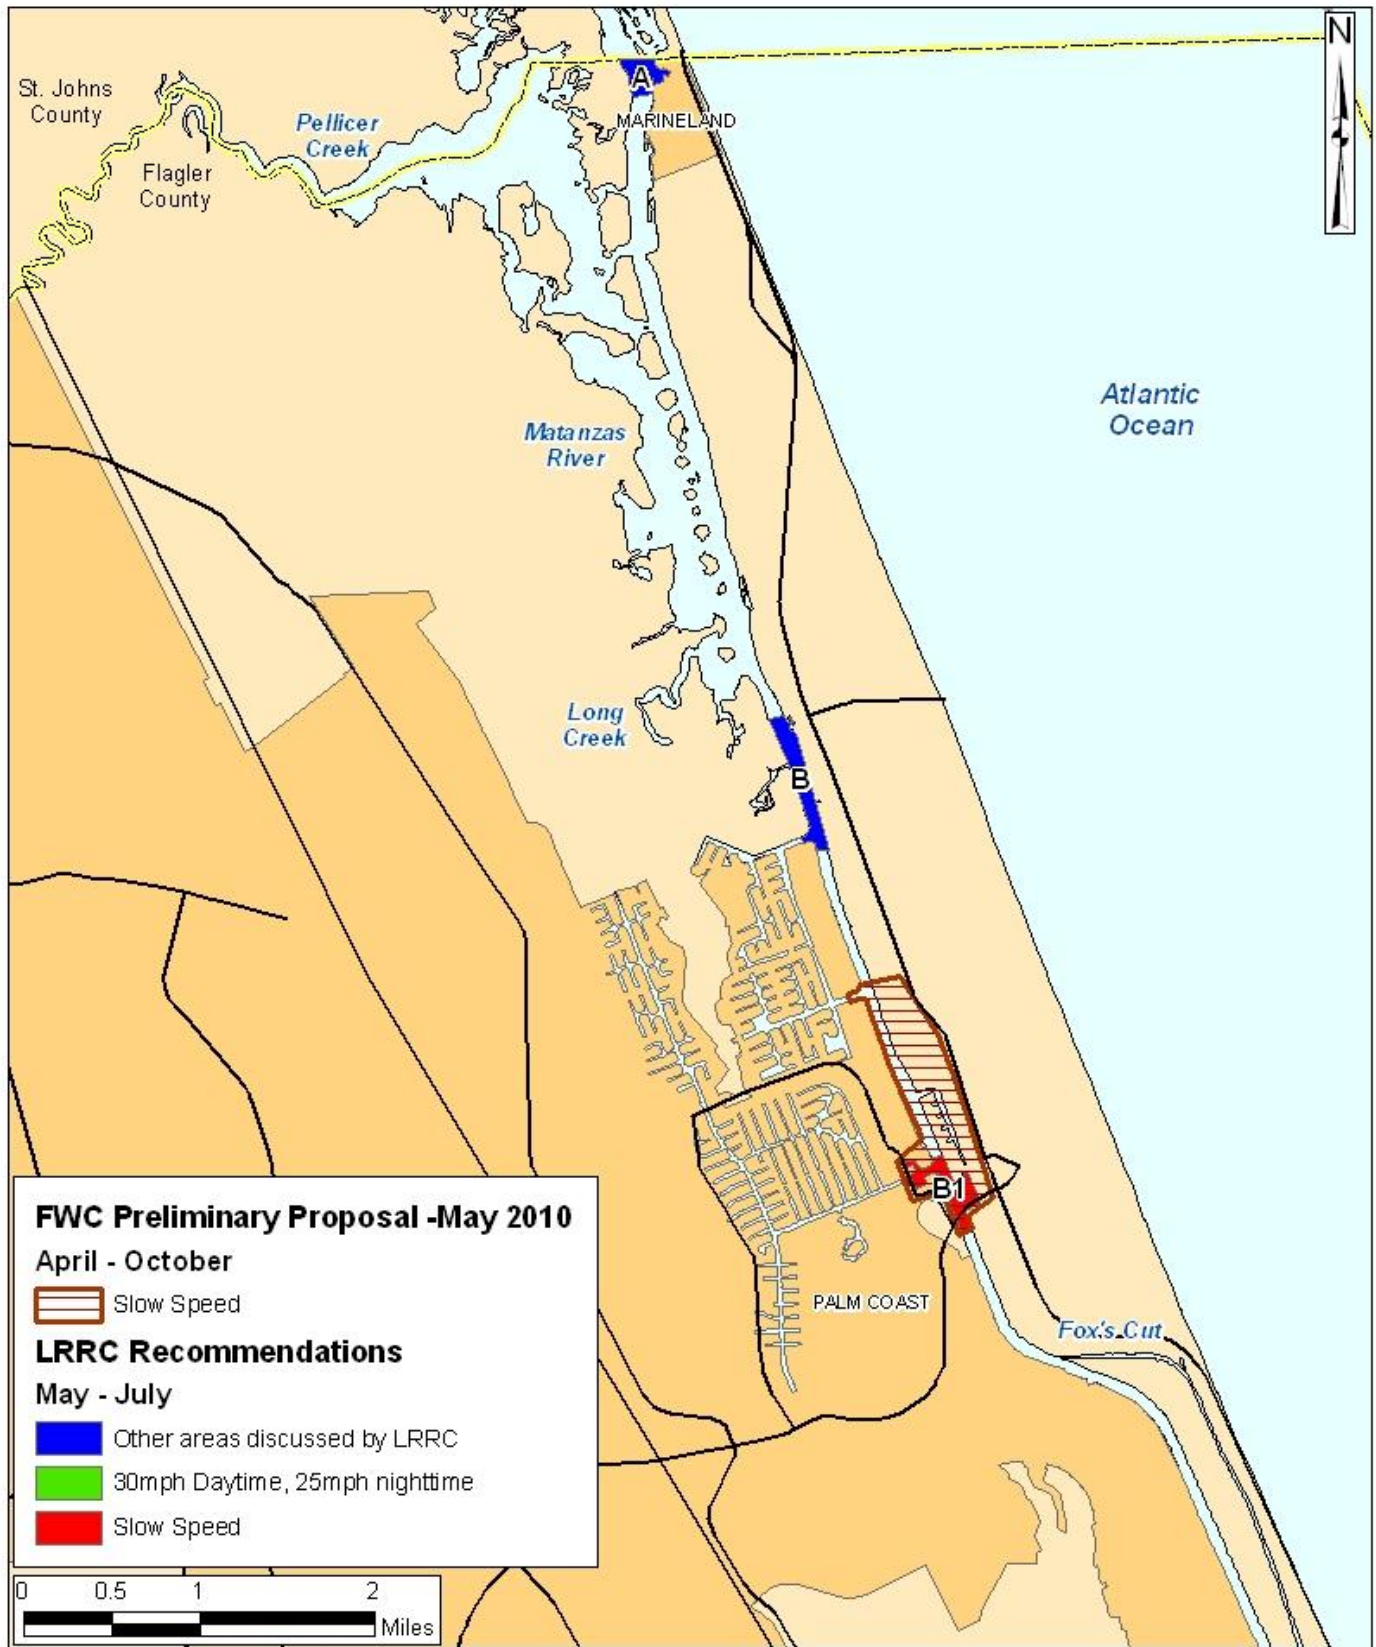 N
A
St. Johns
County
MARINELAND
Pellicer
Creek
Flagler
County
Atlantic
Ocean
Matanzas
River
Long
Creek
B
B1
FWC Preliminary Proposal -May 2010
April - October
Slow Speed
LRRC Recommendations
May - July
Other areas discussed by LRRC
30mph Daytime, 25mph nighttime
Slow Speed
PALM COAST
Fox's Cut
0 0.5 1 2
Miles